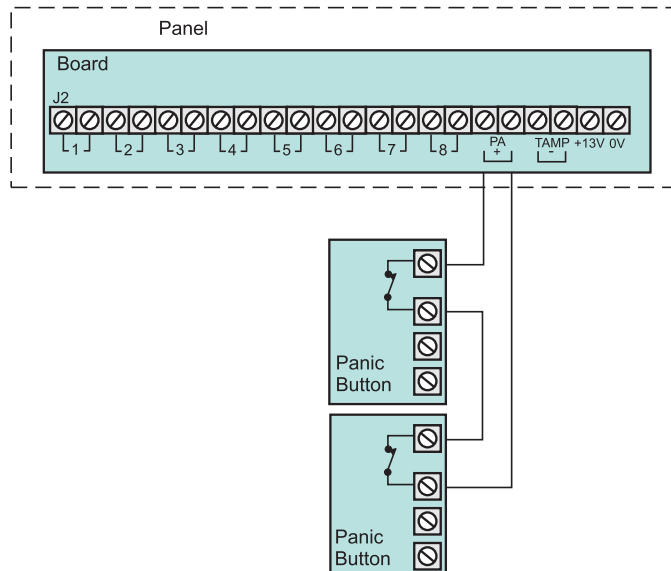 Panel
Board
J2
1 2 3 4 5 6 7 8 PA TAMP +13V 0V
+ -
Panic
Button
Panic
Button